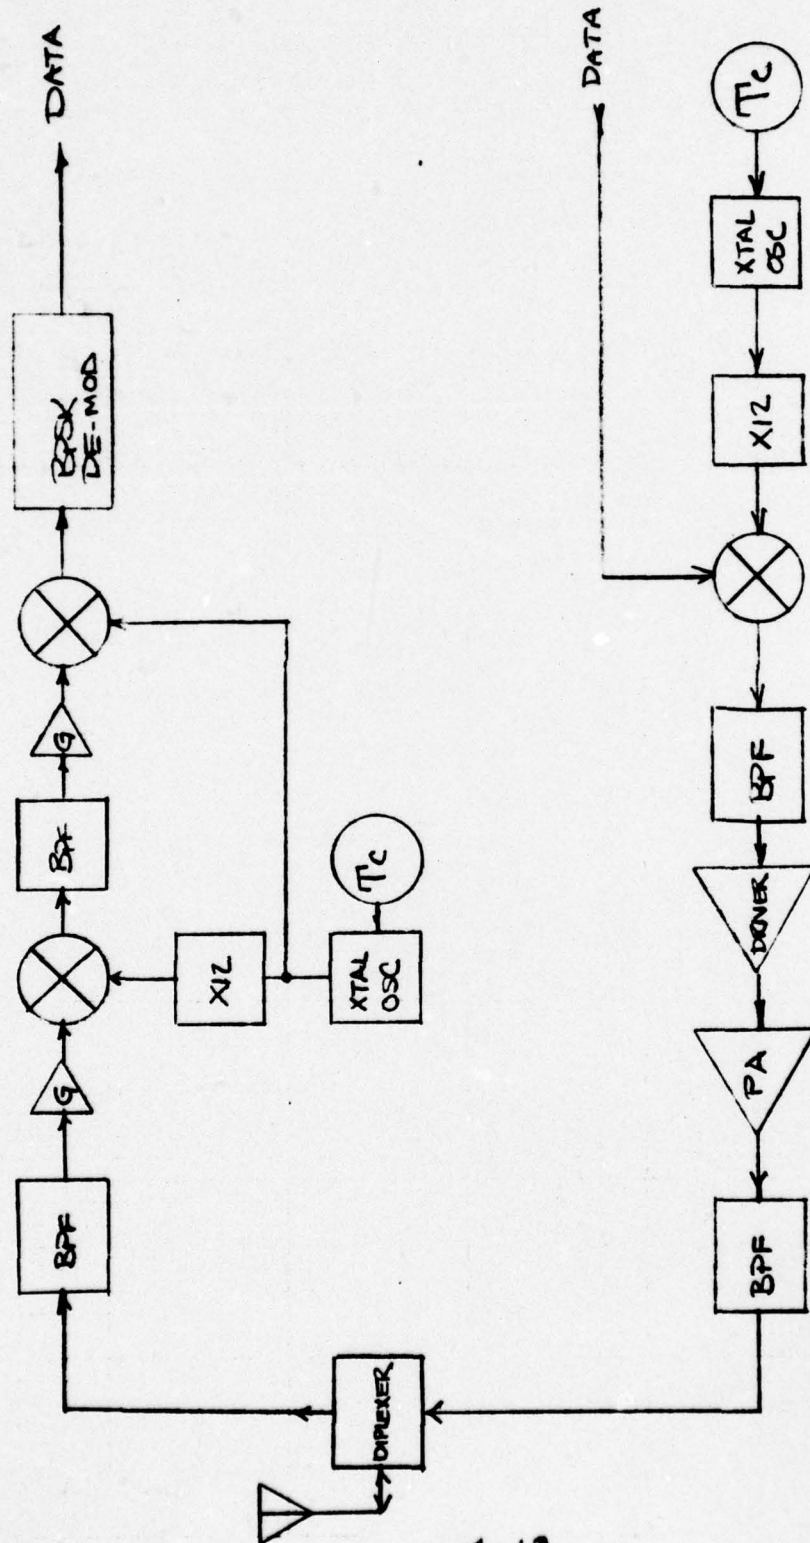 DATA
BPSK
DE-MOD
G
BPF
G
BPF
X12
XTAL
OSC
Tc
DIPLEXER
DATA
Tc
XTAL
OSC
X12
BPF
DRIVER
PA
BPF